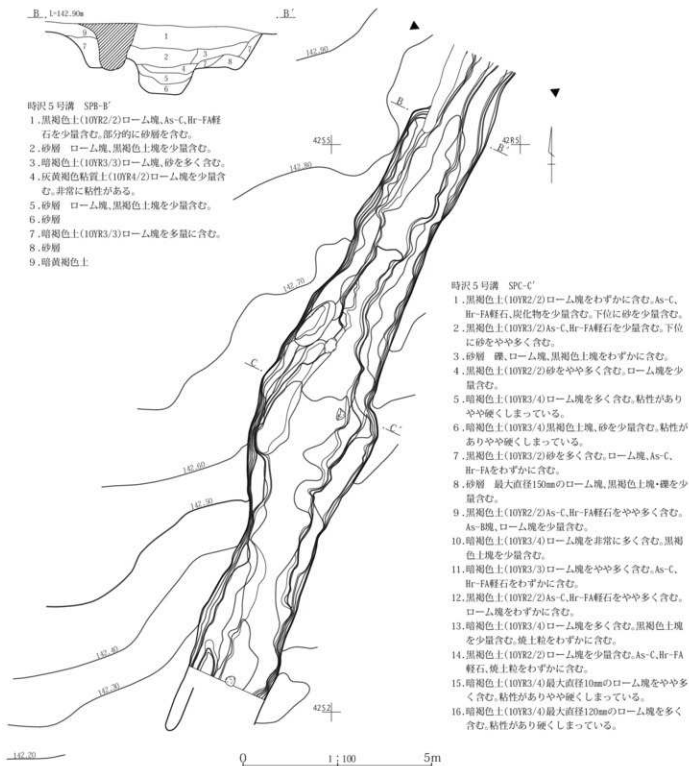 B L=142.90m B'
9 1
7 2 3 7
4 2 8
5
6
時沢5号溝 SPB-B'
1.黒褐色土(10YR2/2)ローム塊、As-C、Hr-FA軽
石を少量含む。部分的に砂層を含む。
2.砂層 ローム塊、黒褐色土塊を少量含む。
3.暗褐色土(10YR3/3)ローム塊、砂を多く含む。
4.灰黄褐色粘質土(10YR4/2)ローム塊を少量含
む。非常に粘性がある。
5.砂層 ローム塊、黒褐色土塊を少量含む。
6.砂層
7.暗褐色土(10YR3/3)ローム塊を多量に含む。
8.砂層
9.暗黄褐色土
142.90
42S5
42R5
B
B'
142.80
142.70
C
C'
142.60
142.50
142.40
142.30
142.20
42S2
時沢5号溝 SPC-C'
1.黒褐色土(10YR2/2)ローム塊をわずかに含む。As-C、
Hr-FA軽石、炭化物を少量含む。下位に砂を少量含む。
2.黒褐色土(10YR3/2)As-C、Hr-FA軽石を少量含む。下位
に砂をやや多く含む。
3.砂層 礫、ローム塊、黒褐色土塊をわずかに含む。
4.黒褐色土(10YR2/2)砂をやや多く含む。ローム塊を少
量含む。
5.暗褐色土(10YR3/4)ローム塊を多く含む。粘性があり
やや硬くしまっている。
6.暗褐色土(10YR3/4)黒褐色土塊、砂を少量含む。粘性が
ありやや硬くしまっている。
7.黒褐色土(10YR3/2)砂を多く含む。ローム塊、As-C、
Hr-FAをわずかに含む。
8.砂層 最大直径150mmのローム塊、黒褐色土塊・礫を少
量含む。
9.黒褐色土(10YR2/2)As-C、Hr-FA軽石をやや多く含む。
As-B塊、ローム塊を少量含む。
10.暗褐色土(10YR3/4)ローム塊を非常に多く含む。黒褐
色土塊を少量含む。
11.暗褐色土(10YR3/3)ローム塊をやや多く含む。As-C、
Hr-FA軽石をわずかに含む。
12.黒褐色土(10YR2/2)As-C、Hr-FA軽石をやや多く含む。
ローム塊をわずかに含む。
13.暗褐色土(10YR3/4)ローム塊を多く含む。黒褐色土塊
を少量含む。焼土粒をわずかに含む。
14.黒褐色土(10YR2/2)ローム塊を少量含む。As-C、Hr-FA
軽石、焼土粒をわずかに含む。
15.暗褐色土(10YR3/4)最大直径10mmのローム塊をやや多
く含む。粘性がありやや硬くしまっている。
16.暗褐色土(10YR3/4)最大直径120mmのローム塊を多く
含む。粘性があり硬くしまっている。
0 1:100 5m